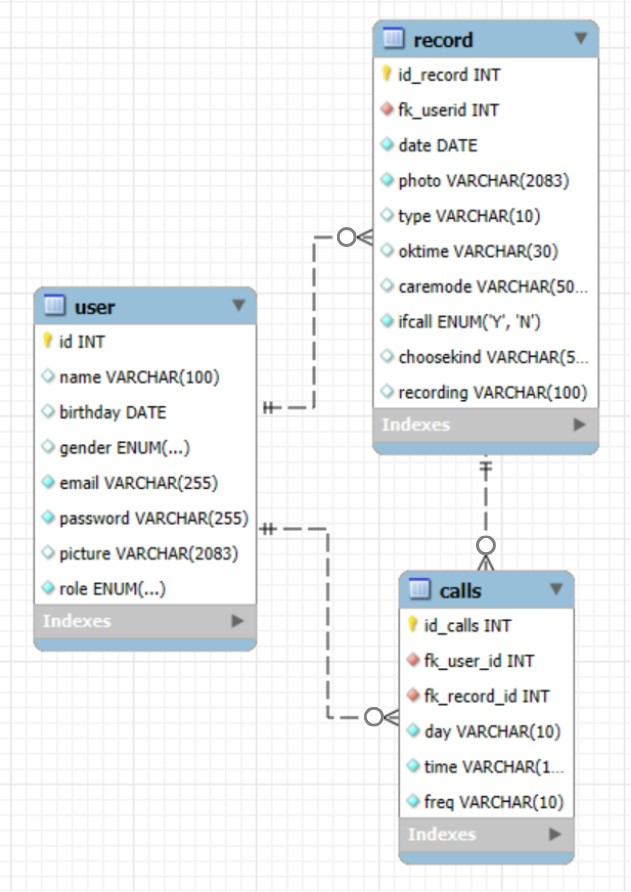 record
id_record INT
fk_userid INT
date DATE
photo VARCHAR(2083)
type VARCHAR(10)
oktime VARCHAR(30)
caremode VARCHAR(50...
ifcall ENUM('Y', 'N')
choosekind VARCHAR(5...
recording VARCHAR(100)
Indexes
user
id INT
name VARCHAR(100)
birthday DATE
gender ENUM(...)
email VARCHAR(255)
password VARCHAR(255)
picture VARCHAR(2083)
role ENUM(...)
Indexes
calls
id_calls INT
fk_user_id INT
fk_record_id INT
day VARCHAR(10)
time VARCHAR(1...
freq VARCHAR(10)
Indexes